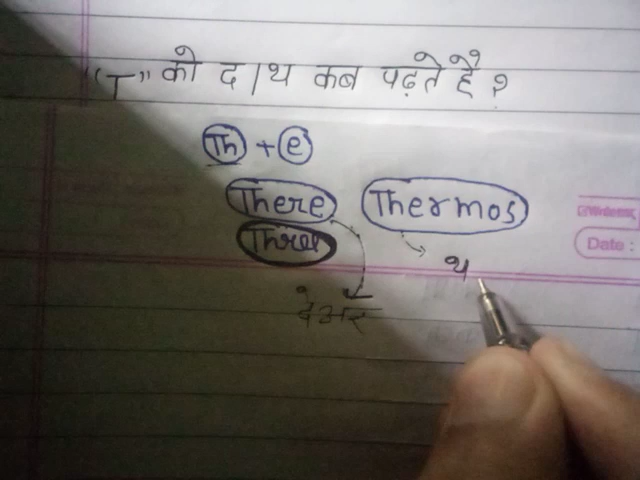 "T" को द/थ कब पढ़ते है ?
Th + e
There Thermos
Three
देअर थ
Date :